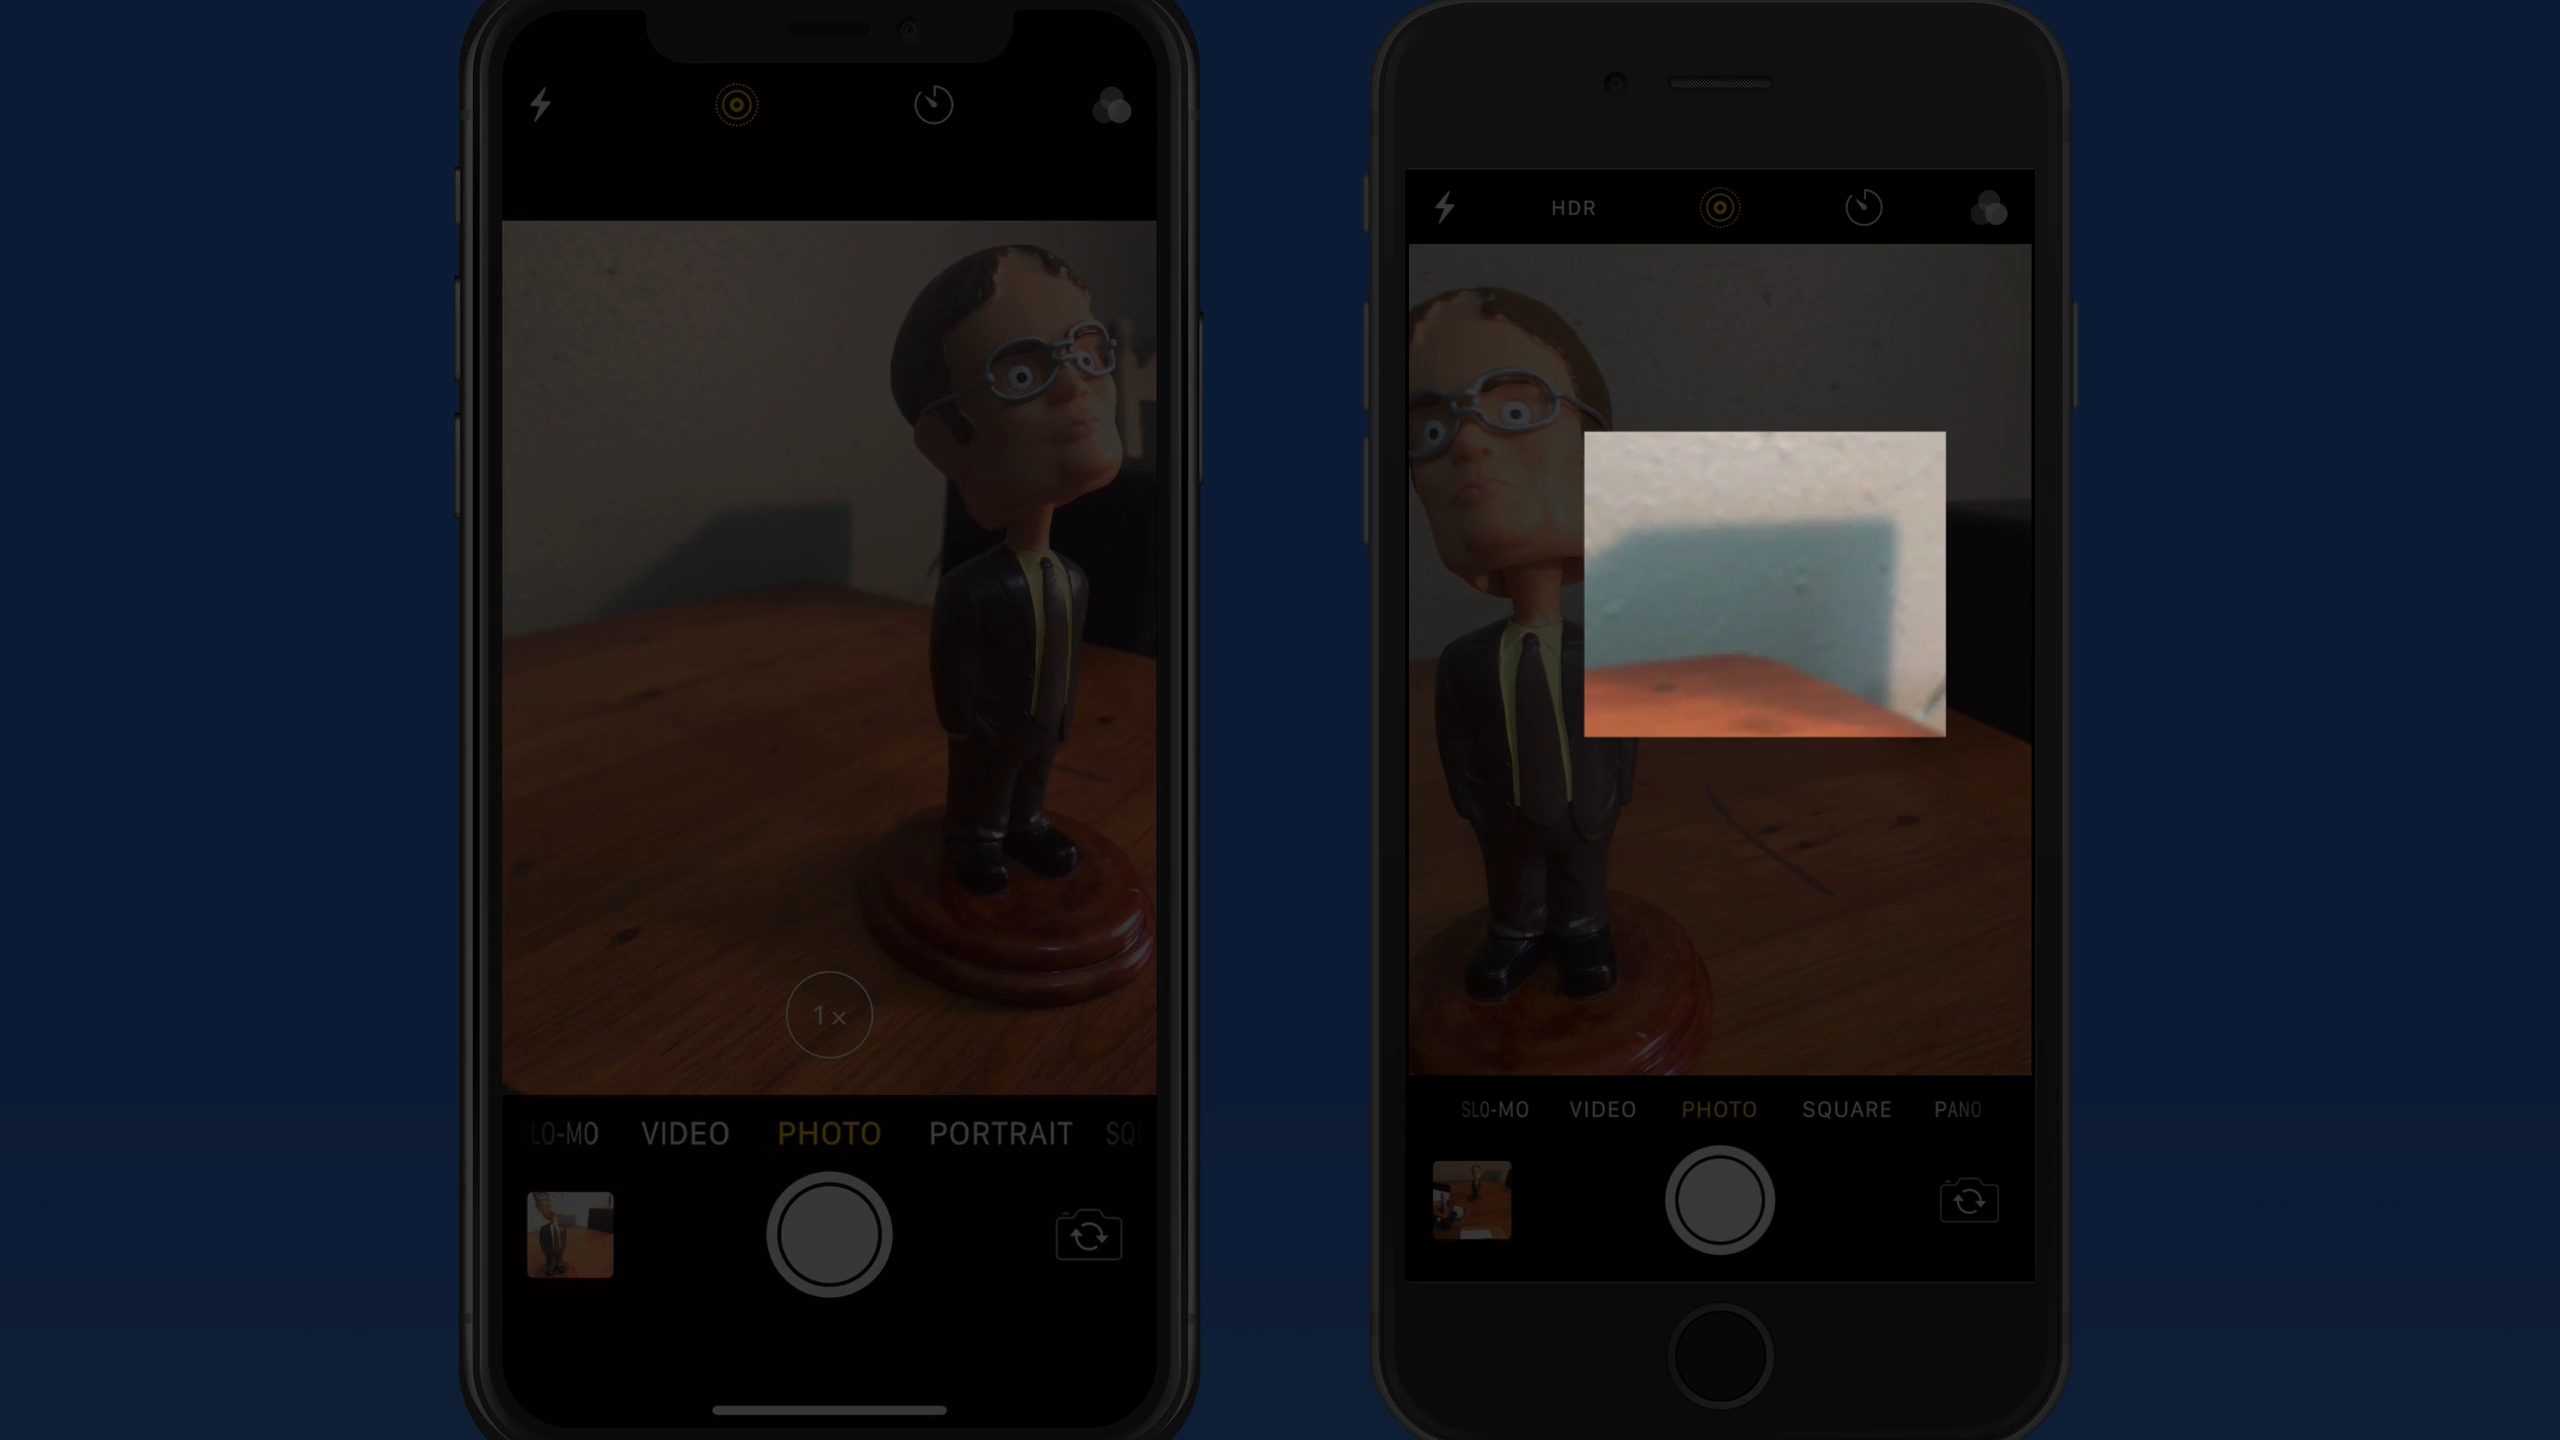 HDR
1x
LO-MO VIDEO PHOTO PORTRAIT SQ
SLO-MO VIDEO PHOTO SQUARE PANO